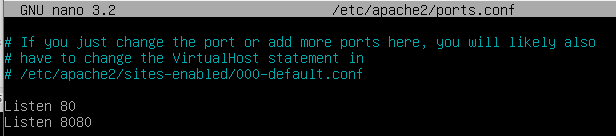 GNU nano 3.2 /etc/apache2/ports.conf
# If you just change the port or add more ports here, you will likely also
# have to change the VirtualHost statement in
# /etc/apache2/sites-enabled/000-default.conf
Listen 80
Listen 8080